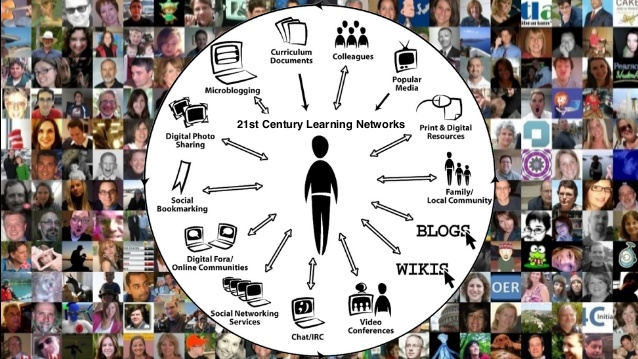 Curriculum
Documents
Colleagues
Popular
Media
Microblogging
21st Century Learning Networks
Print & Digital
Resources
Digital Photo
Sharing
Family/
Local Community
Social
Bookmarking
BLOGS
WIKIS
Digital Fora/
Online Communities
Social Networking
Services
Chat/IRC
Video
Conferences
OER